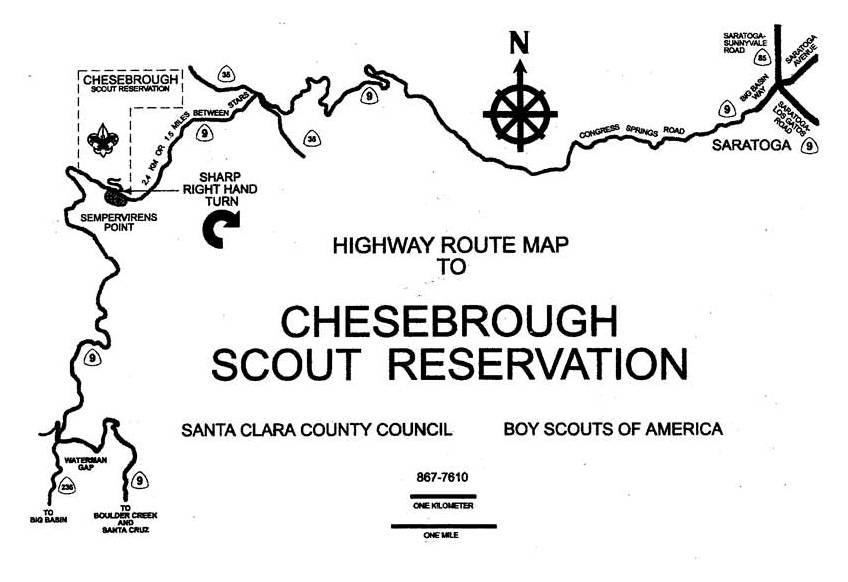 SARATOGA-
SUNNYVALE
ROAD
85
SARATOGA
AVENUE
N
CHESEBROUGH
SCOUT RESERVATION
35
9
BIG BASIN
WAY
9
SARATOGA-
LOS GATOS
ROAD
9
SARATOGA
CONGRESS SPRINGS ROAD
2.4 KM OR 1.5 MILES BETWEEN
STARS
9
35
SHARP
RIGHT HAND
TURN
SEMPERVIRENS
POINT
HIGHWAY ROUTE MAP
TO
CHESEBROUGH
SCOUT RESERVATION
9
SANTA CLARA COUNTY COUNCIL BOY SCOUTS OF AMERICA
WATERMAN
GAP
236
9
TO
BIG BASIN
TO
BOULDER CREEK
AND
SANTA CRUZ
867-7610
ONE KILOMETER
ONE MILE